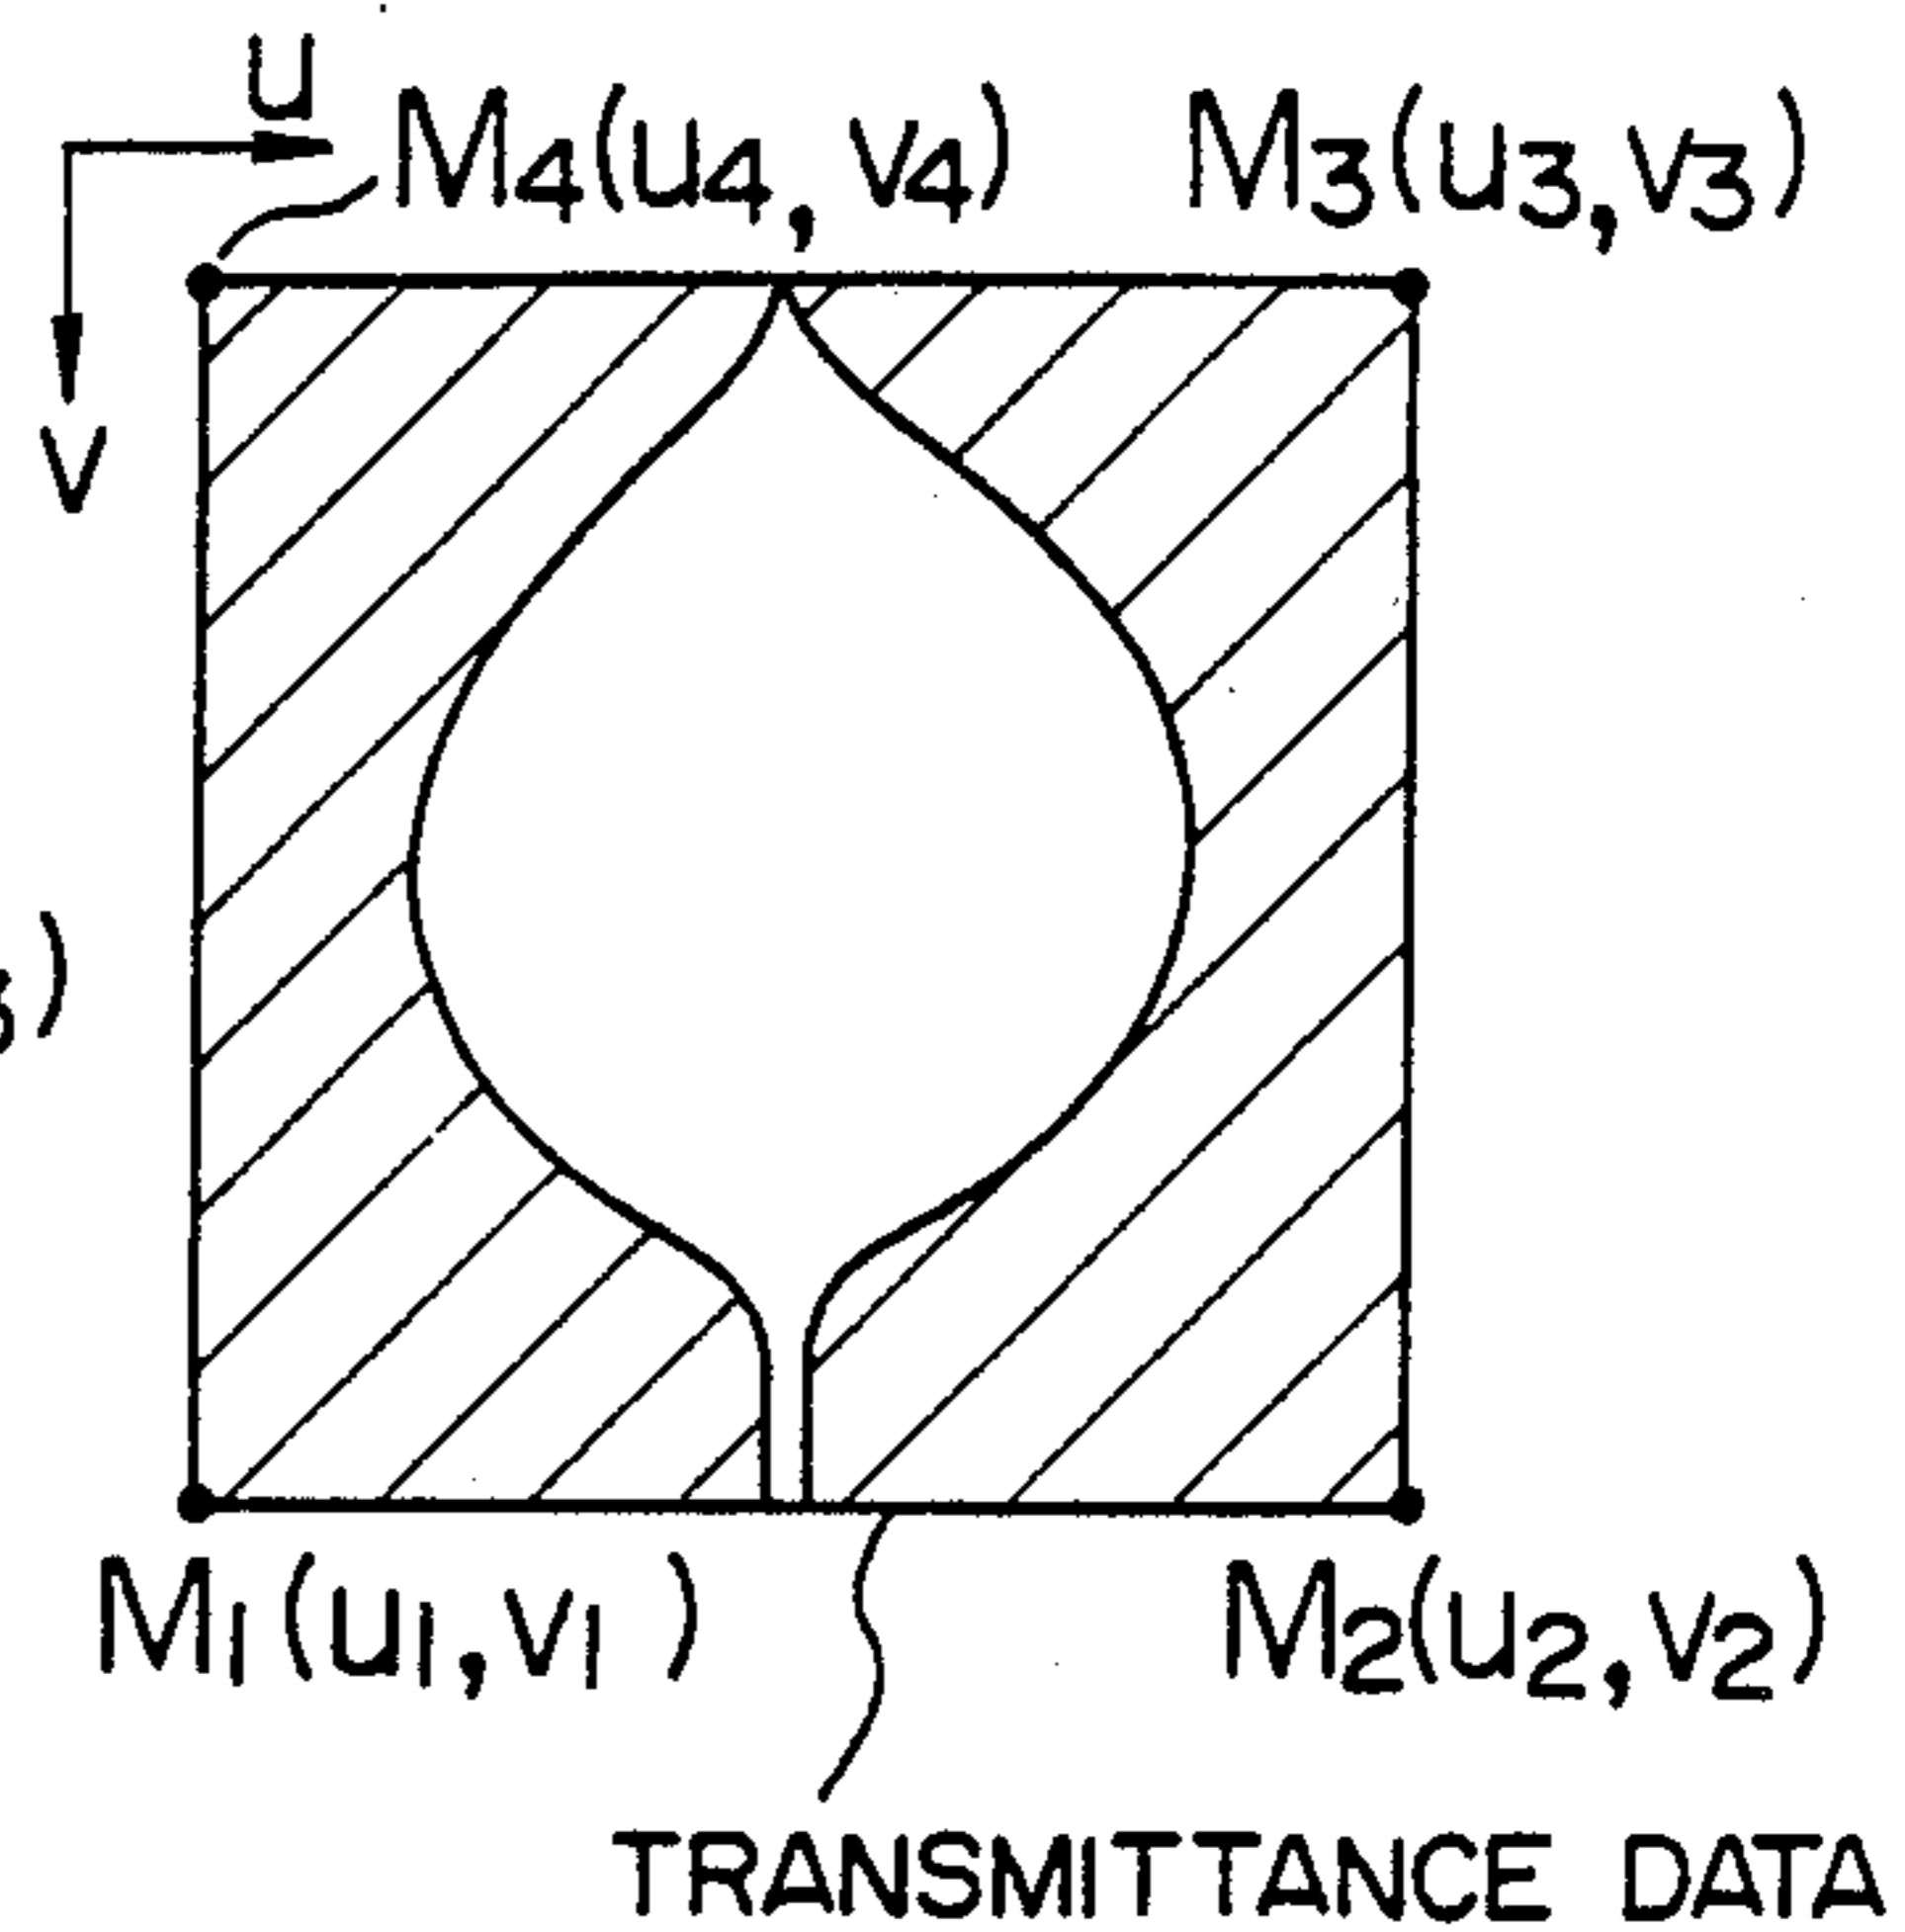 u
M4(u4, v4) M3(u3,v3)
v
)
M1(u1,v1) M2(u2,v2)
TRANSMITTANCE DATA